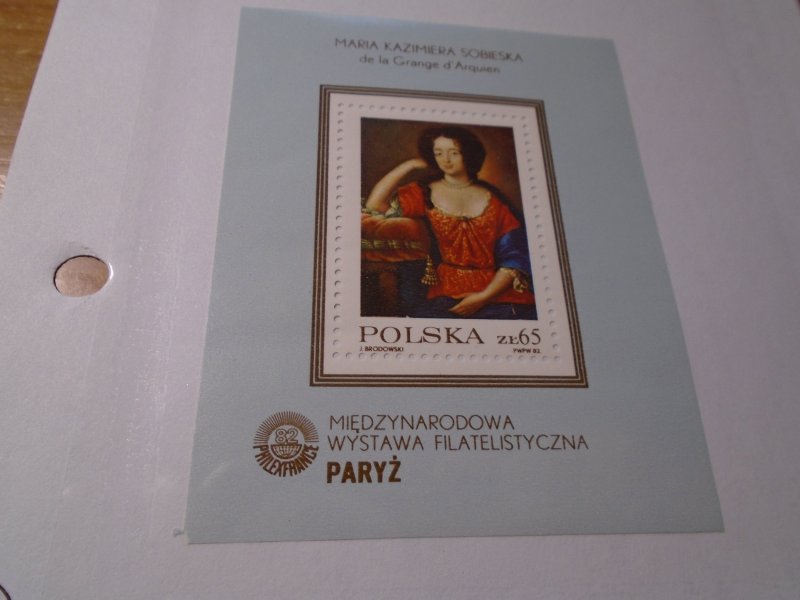 MARIA KAZIMIERA SOBIESKA
de la Grange d'Arquien
POLSKA ZŁ65
J. BRODOWSKI PWPW 82
82
PHILEXFRANCE
MIĘDZYNARODOWA
WYSTAWA FILATELISTYCZNA
PARYŻ